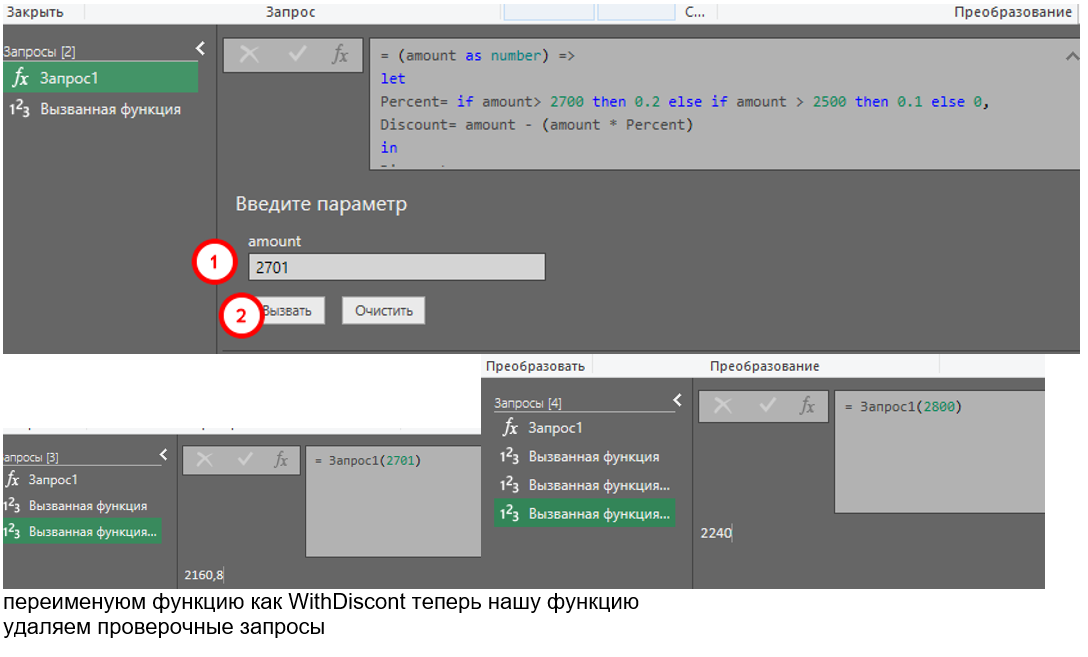 Закрыть
Запрос
С...
Преобразование
Запросы [2]
fx Запрос1
1²3 Вызванная функция
fx
= (amount as number) =>
let
Percent= if amount> 2700 then 0.2 else if amount > 2500 then 0.1 else 0,
Discount= amount - (amount * Percent)
in
Введите параметр
amount
1
2701
2
Вызвать
Очистить
Преобразовать
Преобразование
Запросы [4]
fx Запрос1
1²3 Вызванная функция
1²3 Вызванная функция...
1²3 Вызванная функция...
fx
= Запрос1(2800)
2240
апросы [3]
fx Запрос1
1²3 Вызванная функция
1²3 Вызванная функция...
fx
= Запрос1(2701)
2160,8
переименуюм функцию как WithDiscont теперь нашу функцию
удаляем проверочные запросы